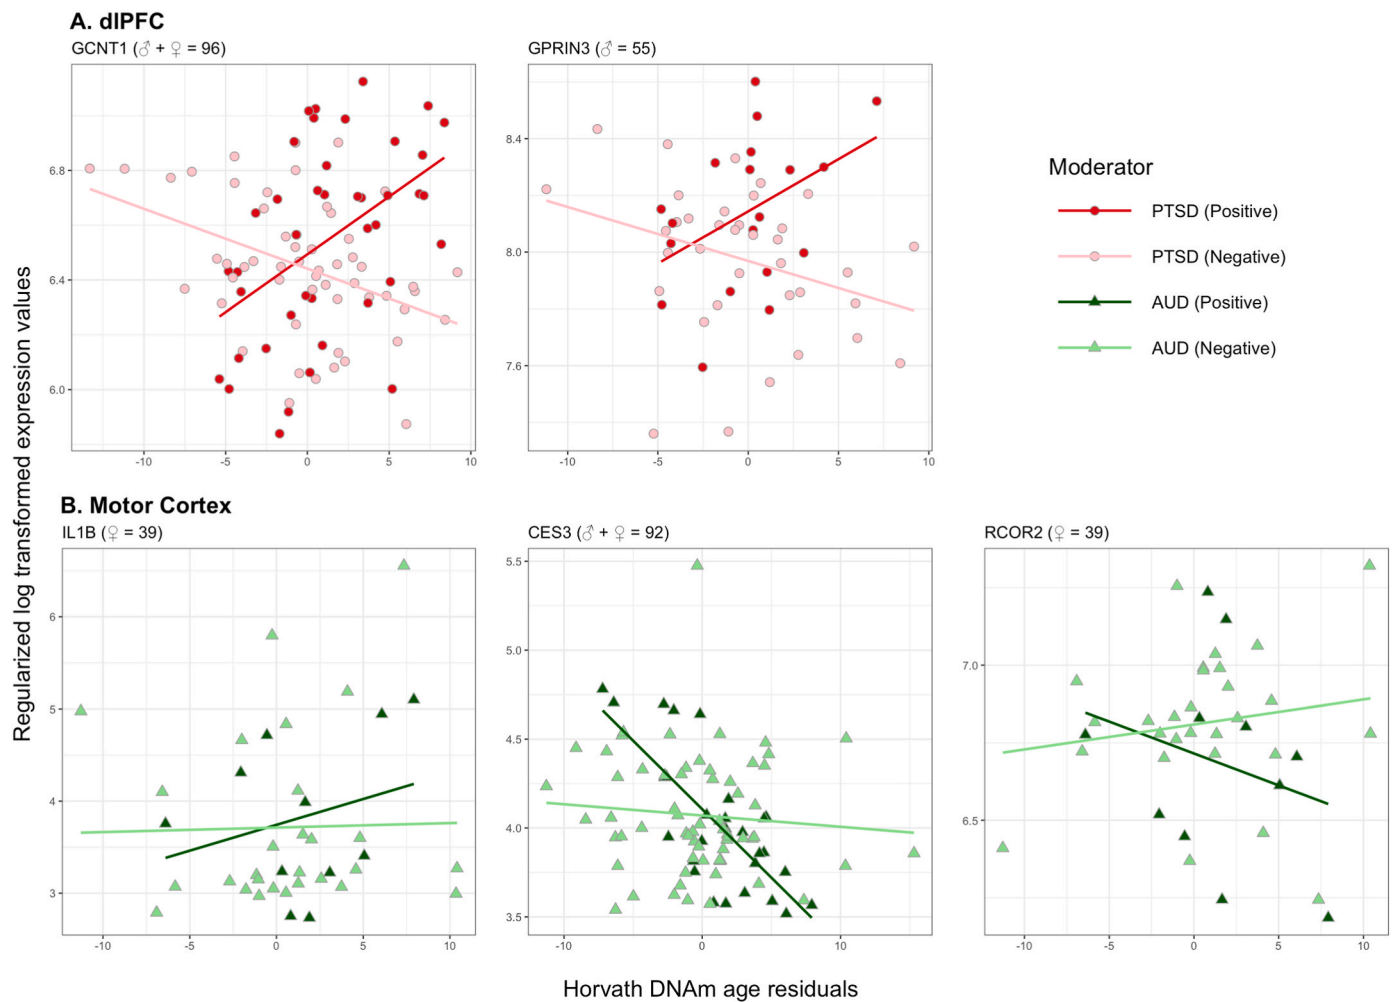 A. dlPFC
GCNT1 (♂ + ♀ = 96)
GPRIN3 (♂ = 55)
6.8
6.4
6.0
-10 -5 0 5 10
8.4
8.0
7.6
-10 -5 0 5 10
Moderator
PTSD (Positive)
PTSD (Negative)
AUD (Positive)
AUD (Negative)
Regularized log transformed expression values
B. Motor Cortex
IL1B (♀ = 39)
CES3 (♂ + ♀ = 92)
RCOR2 (♀ = 39)
6
5
4
3
-10 -5 0 5 10
5.5
5.0
4.5
4.0
3.5
-10 0 10
7.0
6.5
-10 -5 0 5 10
Horvath DNAm age residuals